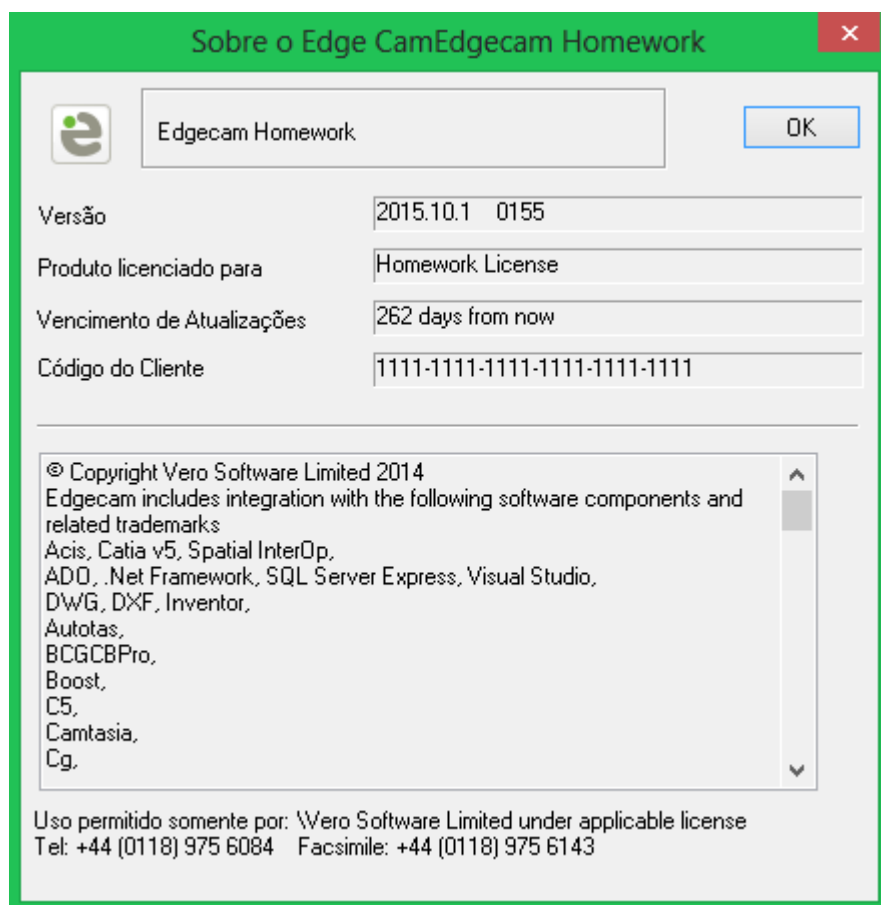 Sobre o Edge CamEdgecam Homework
Edgecam Homework
OK
Versão 2015.10.1 0155
Produto licenciado para Homework License
Vencimento de Atualizações 262 days from now
Código do Cliente 1111-1111-1111-1111-1111-1111
© Copyright Vero Software Limited 2014
Edgecam includes integration with the following software components and
related trademarks
Acis, Catia v5, Spatial InterOp,
ADO, .Net Framework, SQL Server Express, Visual Studio,
DWG, DXF, Inventor,
Autotas,
BCGCBPro,
Boost,
C5,
Camtasia,
Cg,
Uso permitido somente por: \Vero Software Limited under applicable license
Tel: +44 (0118) 975 6084 Facsimile: +44 (0118) 975 6143